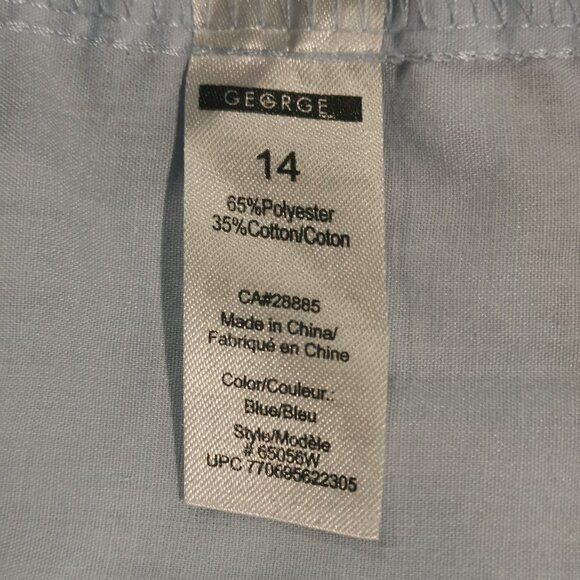 GEORGE
14
65%Polyester
35%Cotton/Coton
CA#28885
Made in China/
Fabriqué en Chine
Color/Couleur.:
Blue/Bleu
Style/Modèle
# 65056W
UPC 770695622305